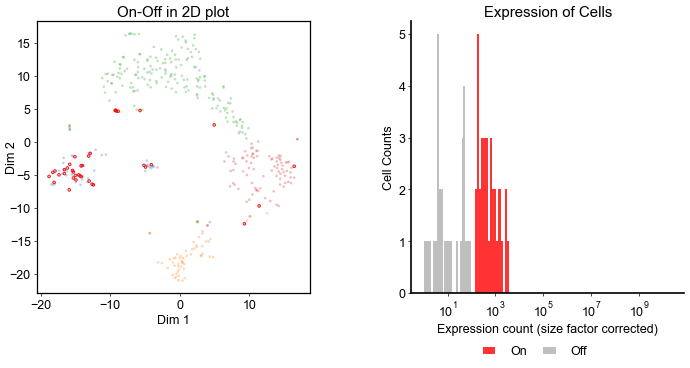 On-Off in 2D plot
Dim 2
15
10
5
0
−5
−10
−15
−20
−20
−10
0
10
Dim 1
Expression of Cells
Cell Counts
5
4
3
2
1
0
10^1
10^3
10^5
10^7
10^9
Expression count (size factor corrected)
On
Off